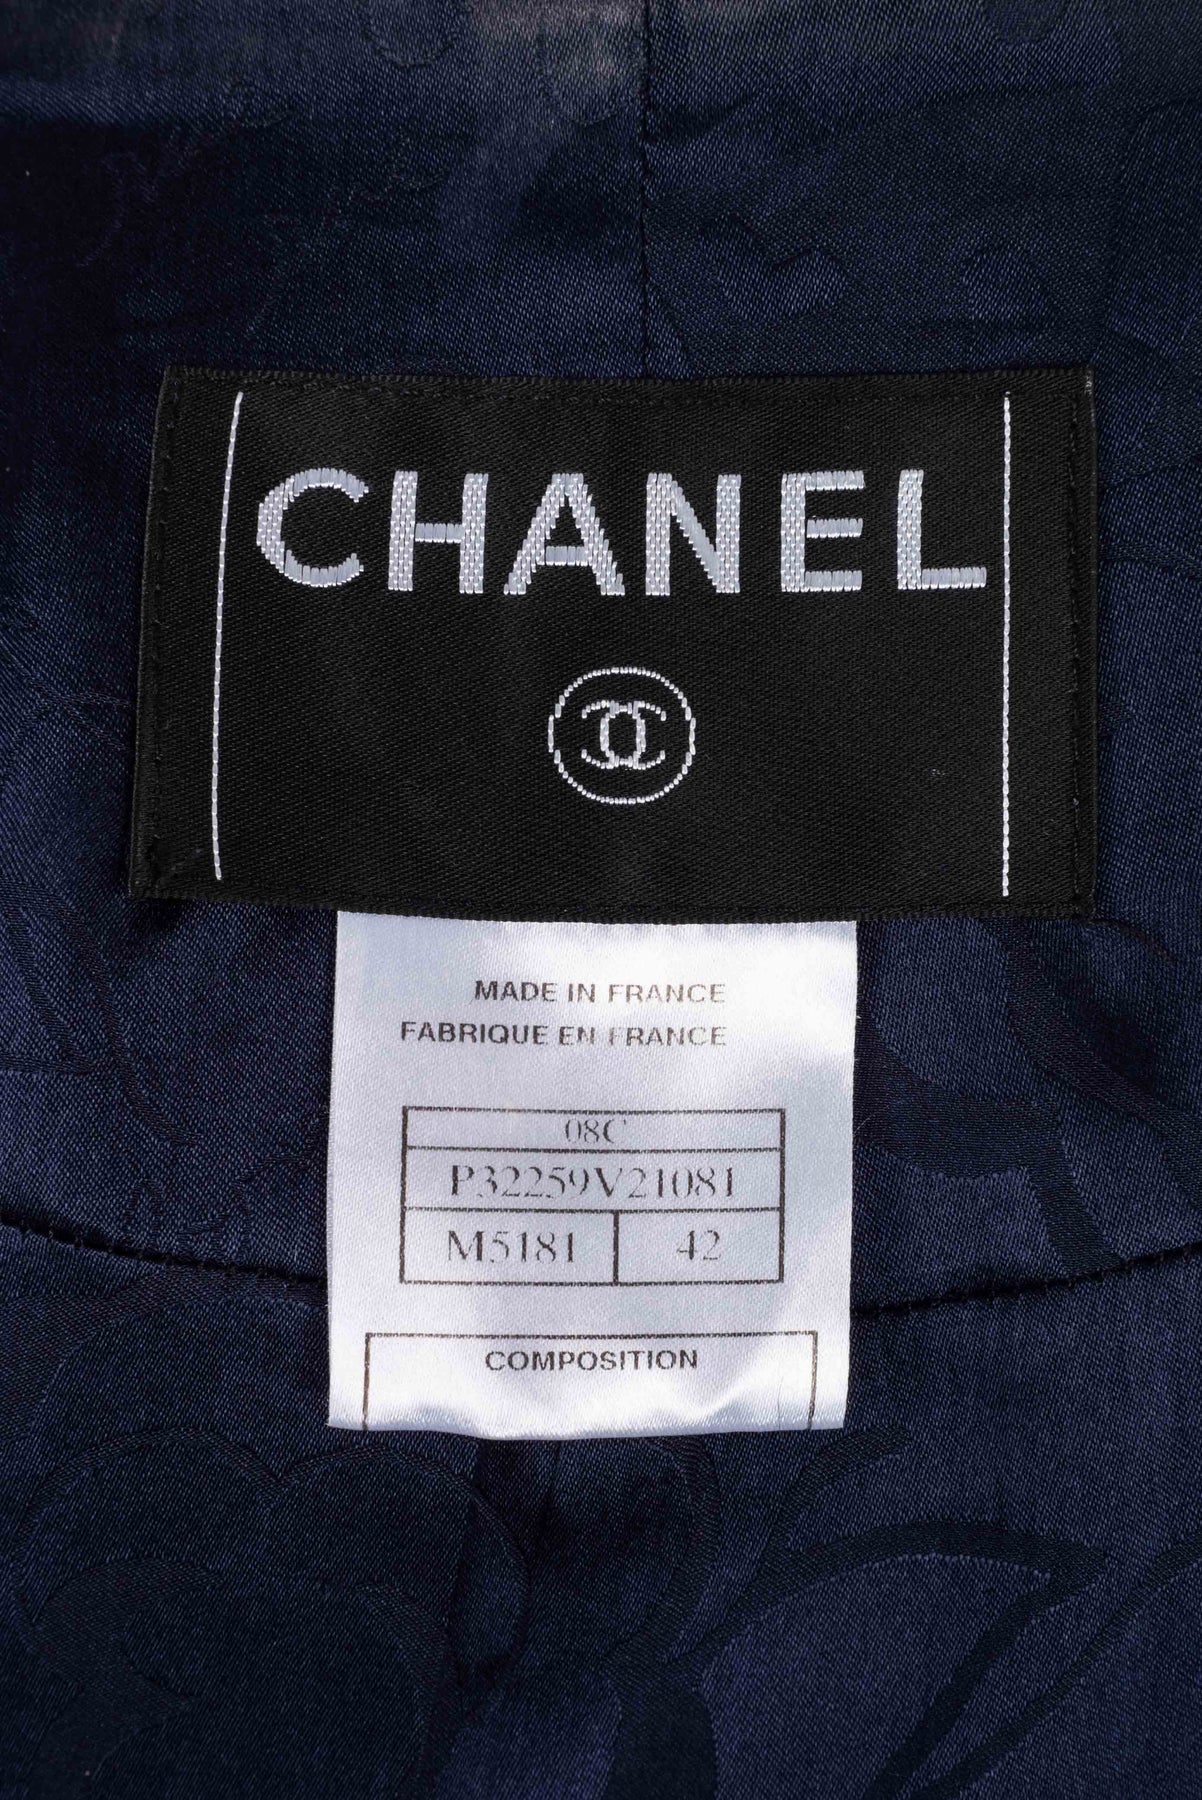 CHANEL
MADE IN FRANCE
FABRIQUE EN FRANCE
08C
P32259V21081
M5181 42
COMPOSITION